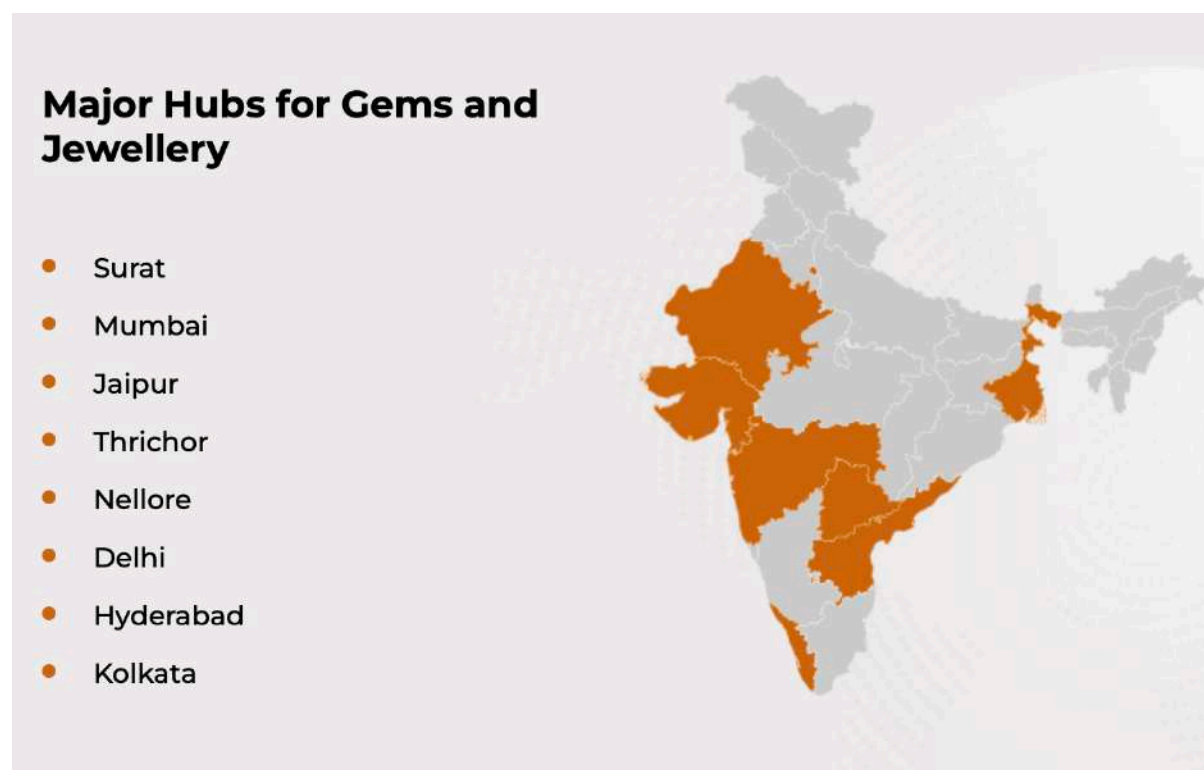 Major Hubs for Gems and
Jewellery
Surat
Mumbai
Jaipur
Thrichor
Nellore
Delhi
Hyderabad
Kolkata